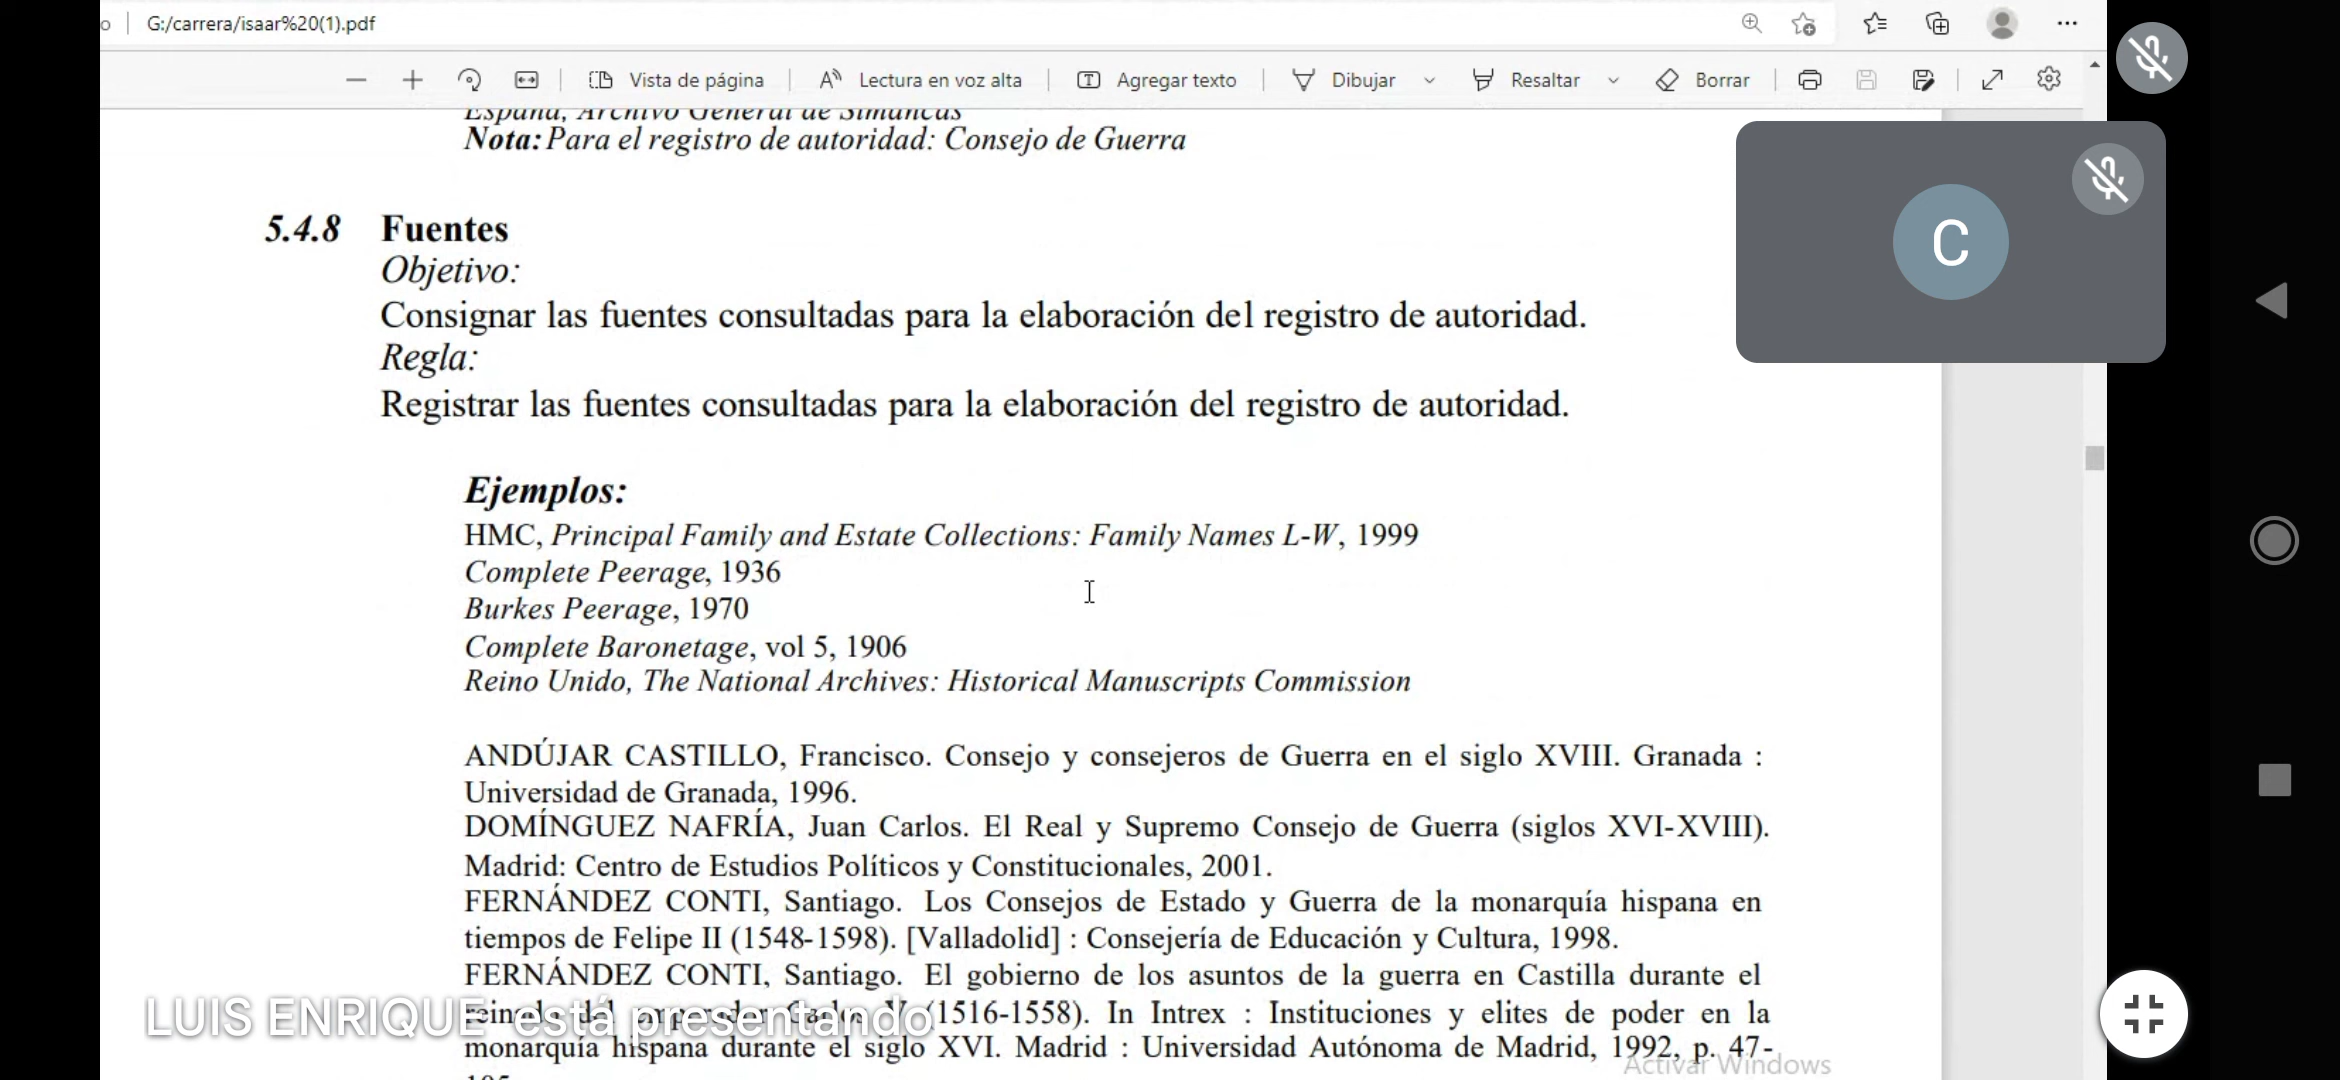 o G:/carrera/isaar%20(1).pdf
Vista de página Lectura en voz alta Agregar texto Dibujar Resaltar Borrar
España, Archivo General de Simancas
Nota: Para el registro de autoridad: Consejo de Guerra
5.4.8 Fuentes
Objetivo:
Consignar las fuentes consultadas para la elaboración del registro de autoridad.
Regla:
Registrar las fuentes consultadas para la elaboración del registro de autoridad.
C
Ejemplos:
HMC, Principal Family and Estate Collections: Family Names L-W, 1999
Complete Peerage, 1936
Burkes Peerage, 1970
Complete Baronetage, vol 5, 1906
Reino Unido, The National Archives: Historical Manuscripts Commission
ANDÚJAR CASTILLO, Francisco. Consejo y consejeros de Guerra en el siglo XVIII. Granada :
Universidad de Granada, 1996.
DOMÍNGUEZ NAFRÍA, Juan Carlos. El Real y Supremo Consejo de Guerra (siglos XVI-XVIII).
Madrid: Centro de Estudios Políticos y Constitucionales, 2001.
FERNÁNDEZ CONTI, Santiago. Los Consejos de Estado y Guerra de la monarquía hispana en
tiempos de Felipe II (1548-1598). [Valladolid] : Consejería de Educación y Cultura, 1998.
FERNÁNDEZ CONTI, Santiago. El gobierno de los asuntos de la guerra en Castilla durante el
reinado del emperador Carlos V (1516-1558). In Intrex : Instituciones y elites de poder en la
LUIS ENRIQUE está presentando
monarquía hispana durante el siglo XVI. Madrid : Universidad Autónoma de Madrid, 1992, p. 47-
Activar Windows